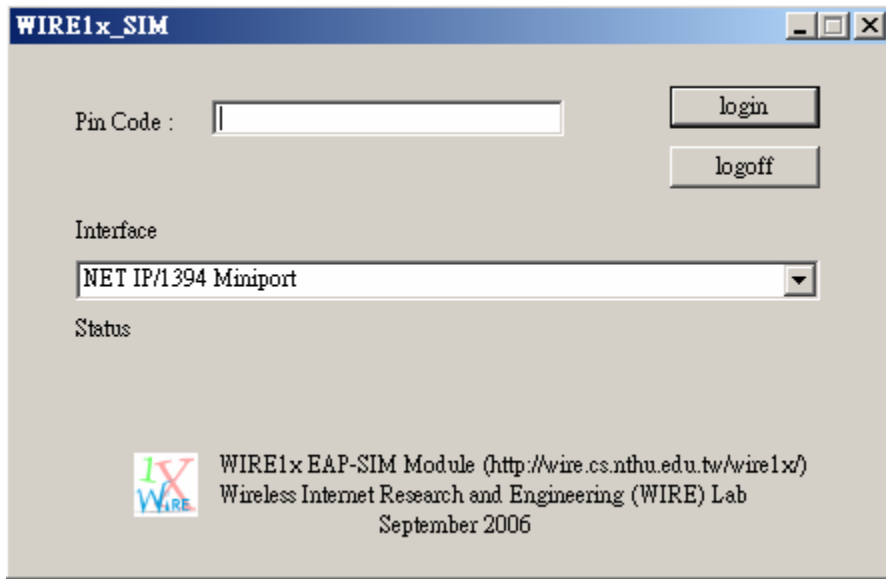 WIRE1x_SIM
Pin Code :
login
logoff
Interface
NET IP/1394 Miniport
Status
1X
WIRE
WIRE1x EAP-SIM Module (http://wire.cs.nthu.edu.tw/wire1x/)
Wireless Internet Research and Engineering (WIRE) Lab
September 2006